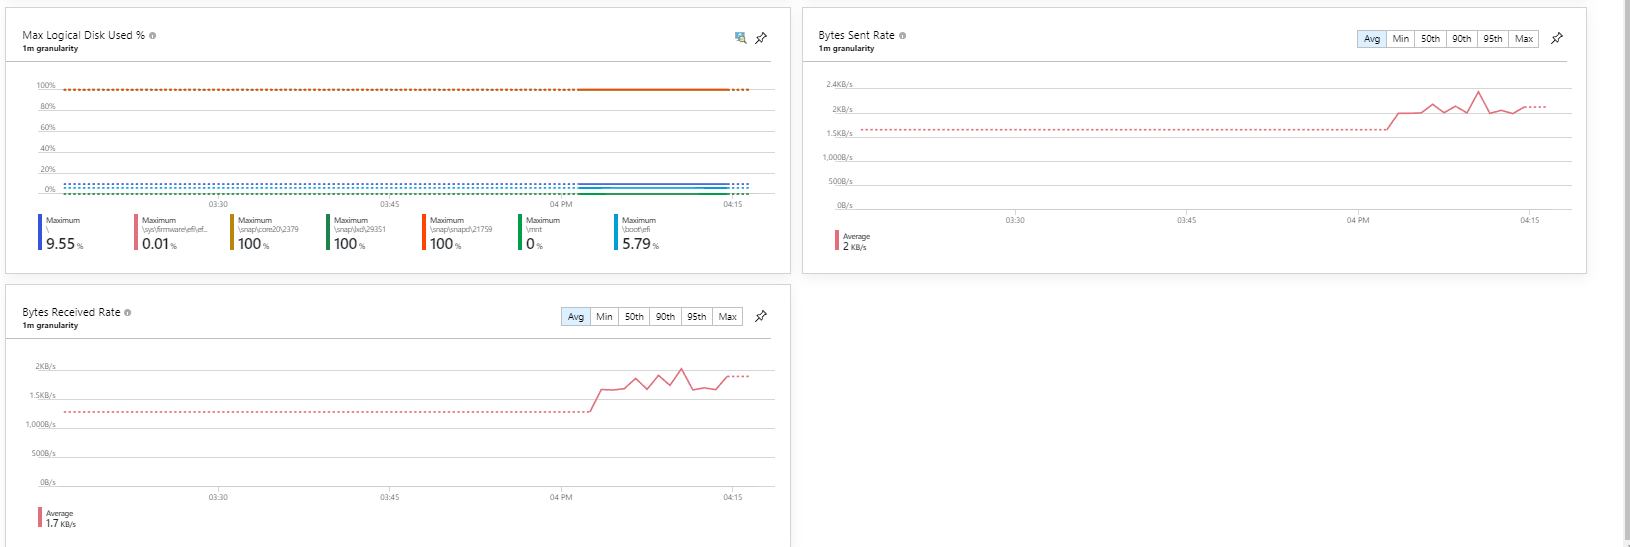 Max Logical Disk Used %
1m granularity
100%
80%
60%
40%
20%
0%
03:30 03:45 04 PM 04:15
Maximum Maximum Maximum Maximum Maximum Maximum Maximum
\ \sys\firmware\efi\ef... \snap\core20\2379 \snap\lxd\29351 \snap\snapd\21759 \mnt \boot\efi
9.55 % 0.01 % 100 % 100 % 100 % 0 % 5.79 %
Bytes Sent Rate
1m granularity
Avg Min 50th 90th 95th Max
2.4KB/s
2KB/s
1.5KB/s
1,000B/s
500B/s
0B/s
03:30 03:45 04 PM 04:15
Average
2 KB/s
Bytes Received Rate
1m granularity
Avg Min 50th 90th 95th Max
2KB/s
1.5KB/s
1,000B/s
500B/s
0B/s
03:30 03:45 04 PM 04:15
Average
1.7 KB/s